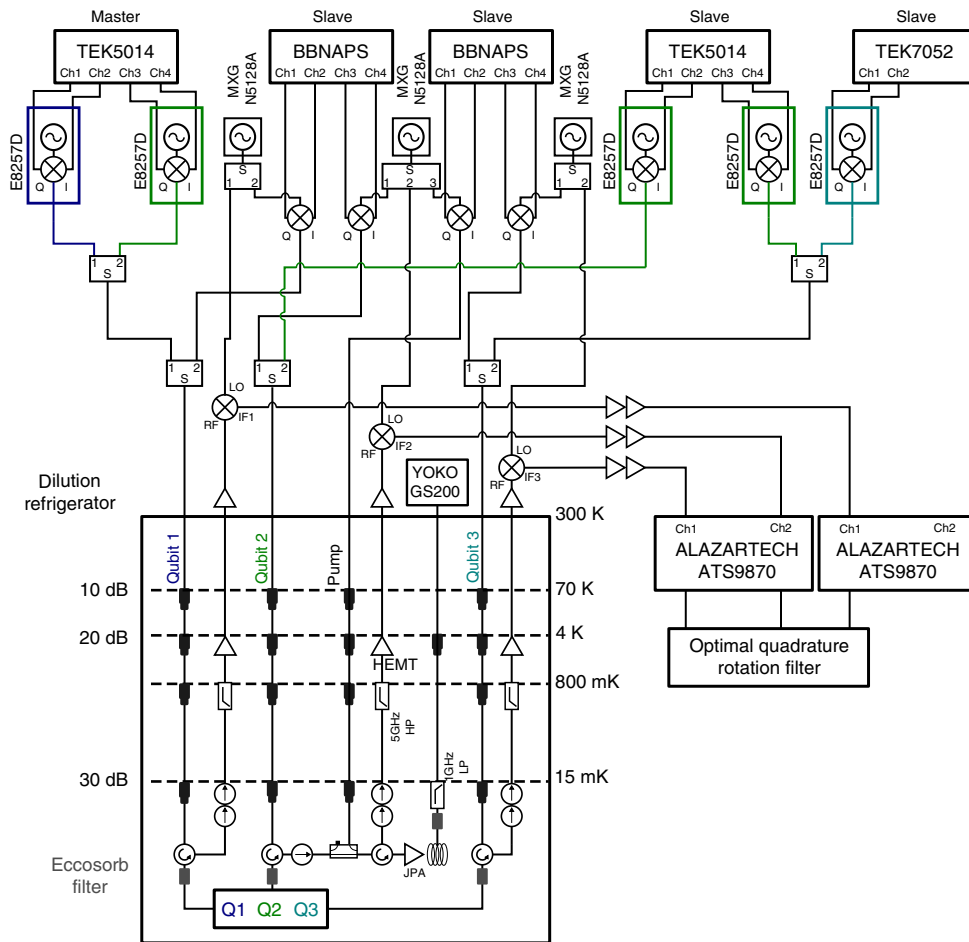 Master
Slave
Slave
Slave
Slave
TEK5014
BBNAPS
BBNAPS
TEK5014
TEK7052
Ch1 Ch2 Ch3 Ch4
Ch1 Ch2 Ch3 Ch4
Ch1 Ch2 Ch3 Ch4
Ch1 Ch2 Ch3 Ch4
Ch1 Ch2
MXG
N5128A
MXG
N5128A
MXG
N5128A
E8257D
E8257D
E8257D
E8257D
E8257D
Q I
Q I
Q I
Q I
Q I
S
1 2
S
1 2 3
S
1 2
Q I
Q I
1 2
S
1 2
S
1 2
S
1 2
S
1 2
S
LO
RF
IF1
LO
RF
IF2
LO
RF
IF3
YOKO
GS200
Dilution
refrigerator
300 K
Ch1 Ch2
ALAZARTECH
ATS9870
Ch1 Ch2
ALAZARTECH
ATS9870
Qubit 1
Qubit 2
Pump
Qubit 3
10 dB
70 K
20 dB
4 K
HEMT
Optimal quadrature
rotation filter
800 mK
5GHz
HP
1GHz
LP
30 dB
15 mK
JPA
Eccosorb
filter
Q1 Q2 Q3